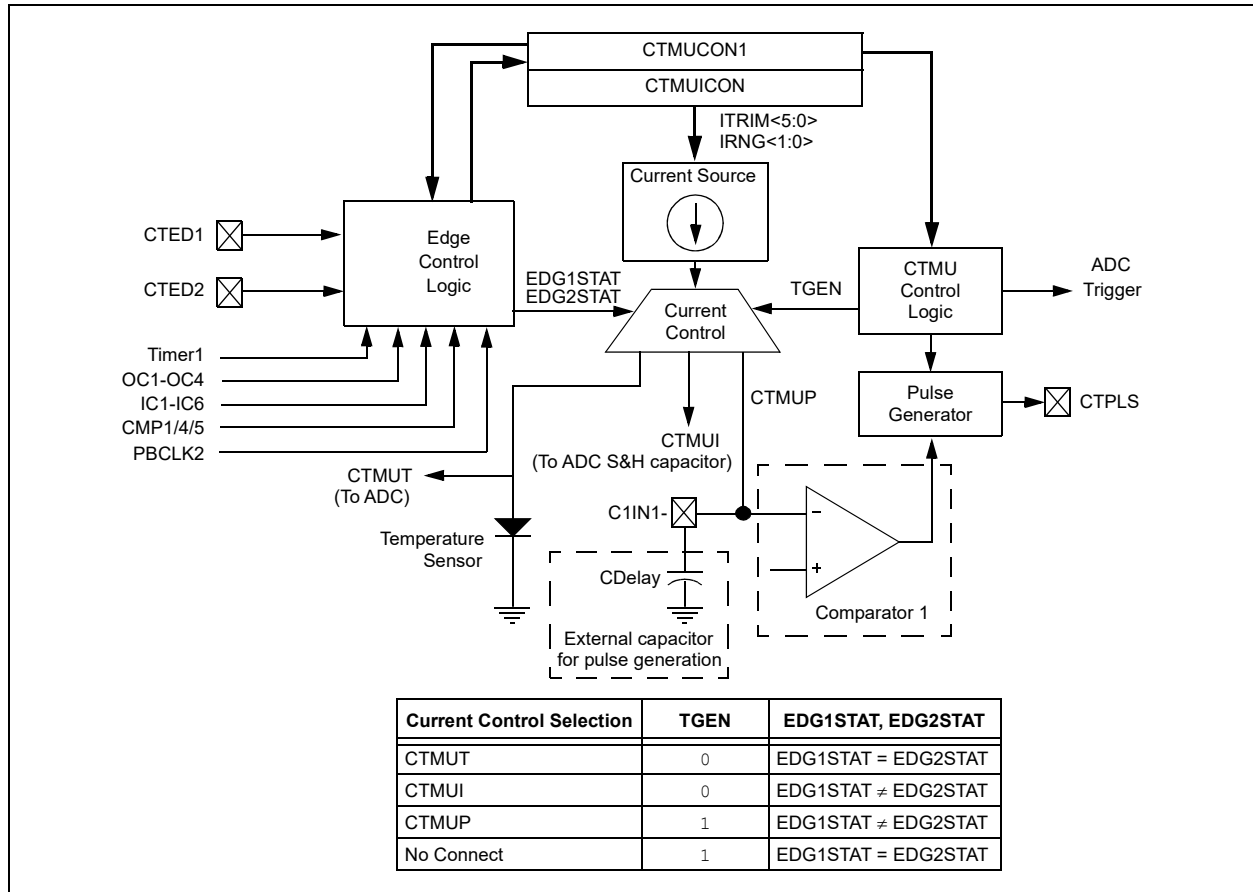 CTMUCON1
CTMUICON
ITRIM<5:0>
IRNG<1:0>
Current Source
CTED1
CTED2
Edge
Control
Logic
EDG1STAT
EDG2STAT
Current
Control
TGEN
CTMU
Control
Logic
ADC
Trigger
Timer1
OC1-OC4
IC1-IC6
CMP1/4/5
PBCLK2
CTMUP
Pulse
Generator
CTPLS
CTMUI
(To ADC S&H capacitor)
CTMUT
(To ADC)
C1IN1-
–
+
Temperature
Sensor
CDelay
Comparator 1
External capacitor
for pulse generation
Current Control Selection TGEN EDG1STAT, EDG2STAT
CTMUT 0 EDG1STAT = EDG2STAT
CTMUI 0 EDG1STAT ≠ EDG2STAT
CTMUP 1 EDG1STAT ≠ EDG2STAT
No Connect 1 EDG1STAT = EDG2STAT